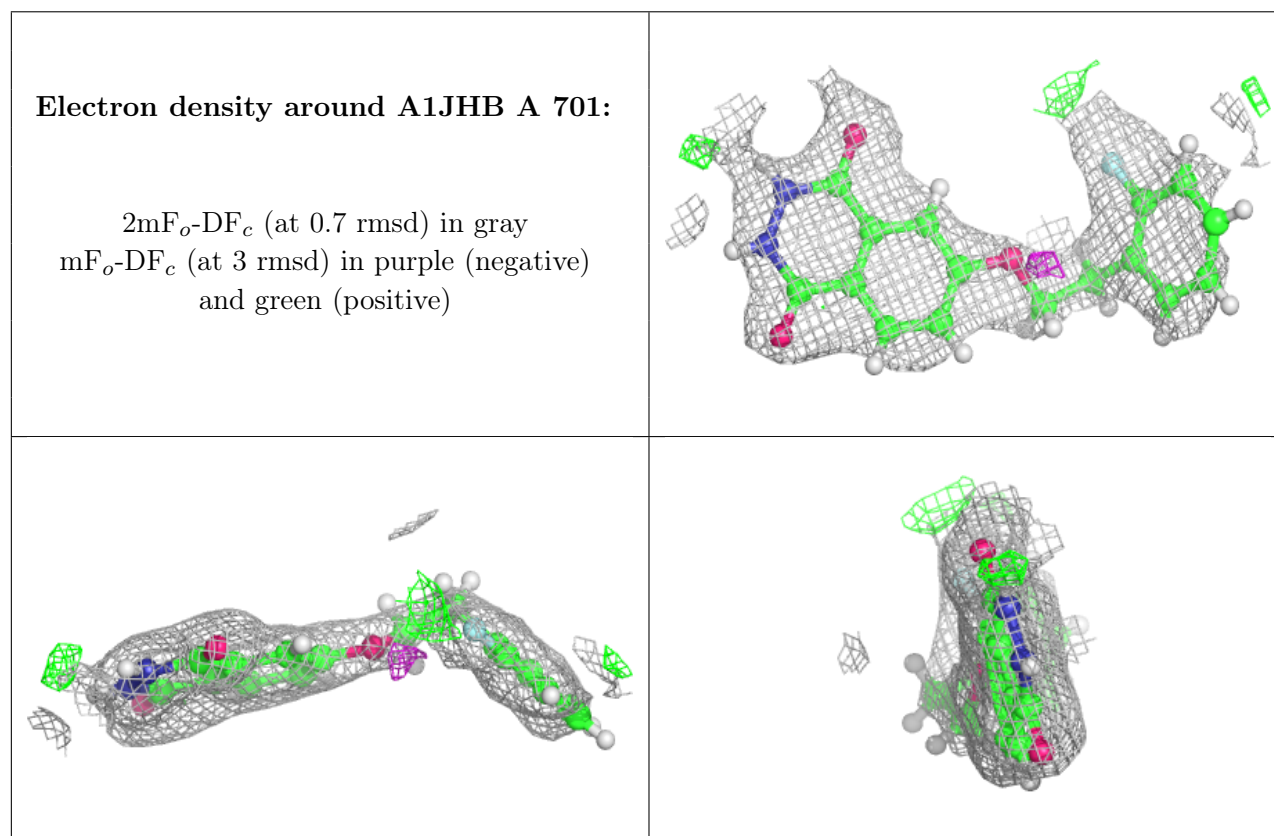 Electron density around A1JHB A 701:
2mFo-DFc (at 0.7 rmsd) in gray
mFo-DFc (at 3 rmsd) in purple (negative)
and green (positive)